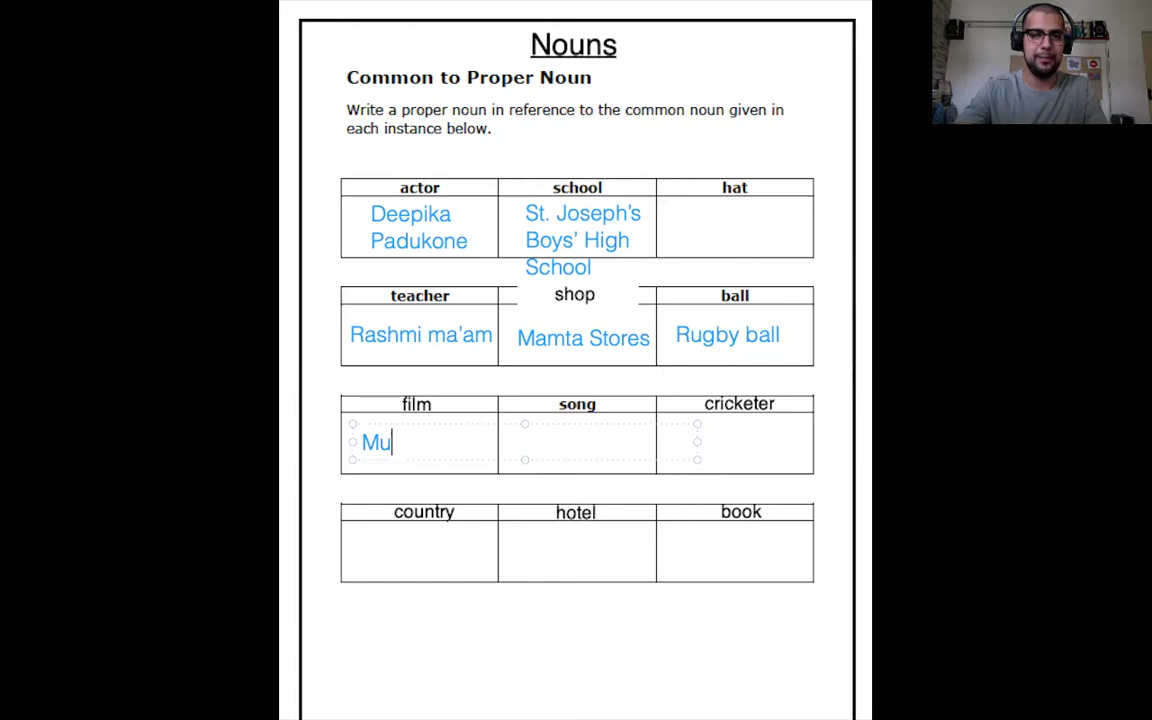 Nouns
Common to Proper Noun
Write a proper noun in reference to the common noun given in
each instance below.
actor school hat
Deepika
Padukone
St. Joseph's
Boys' High
School
teacher shop ball
Rashmi ma'am Mamta Stores Rugby ball
film song cricketer
Mu
country hotel book